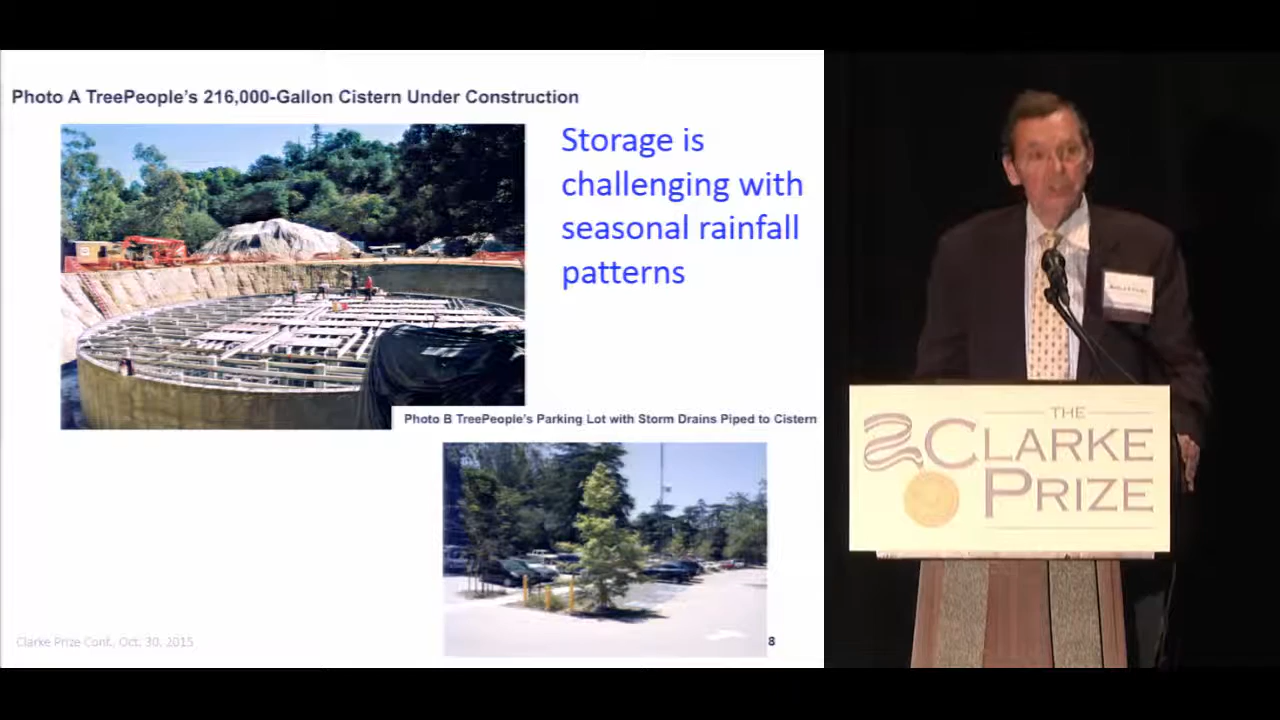 Photo A TreePeople's 216,000-Gallon Cistern Under Construction
Storage is
challenging with
seasonal rainfall
patterns
Photo B TreePeople's Parking Lot with Storm Drains Piped to Cistern
Clarke Prize Conf., Oct. 30, 2015
8
THE
CLARKE
PRIZE